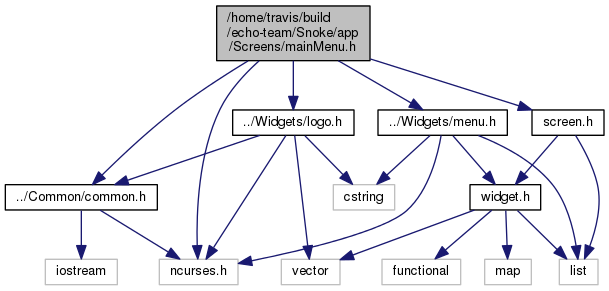 /home/travis/build
/echo-team/Snoke/app
/Screens/mainMenu.h
../Widgets/logo.h
../Widgets/menu.h
screen.h
../Common/common.h
cstring
widget.h
iostream
ncurses.h
vector
functional
map
list